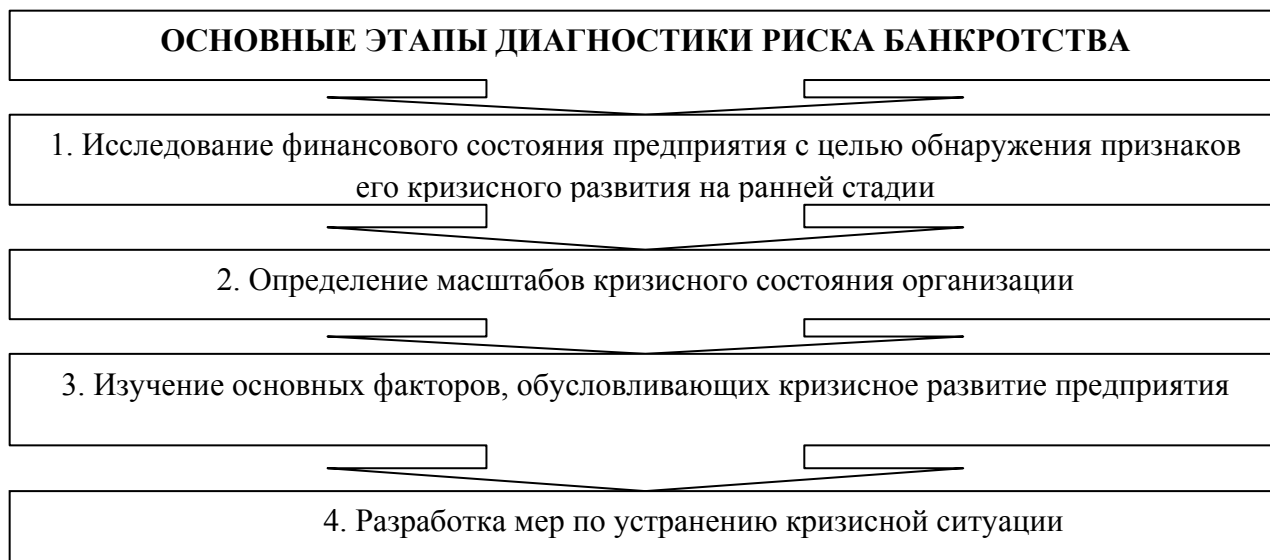 ОСНОВНЫЕ ЭТАПЫ ДИАГНОСТИКИ РИСКА БАНКРОТСТВА
1. Исследование финансового состояния предприятия с целью обнаружения признаков
его кризисного развития на ранней стадии
2. Определение масштабов кризисного состояния организации
3. Изучение основных факторов, обусловливающих кризисное развитие предприятия
4. Разработка мер по устранению кризисной ситуации